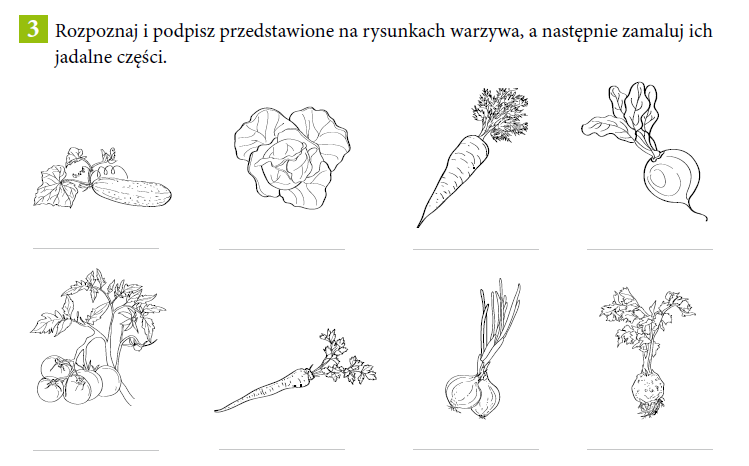 3 Rozpoznaj i podpisz przedstawione na rysunkach warzywa, a następnie zamaluj ich
jadalne części.